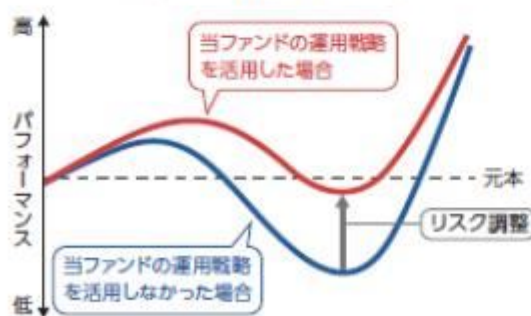 高
パフォーマンス
低
当ファンドの運用戦略
を活用した場合
元本
リスク調整
当ファンドの運用戦略
を活用しなかった場合